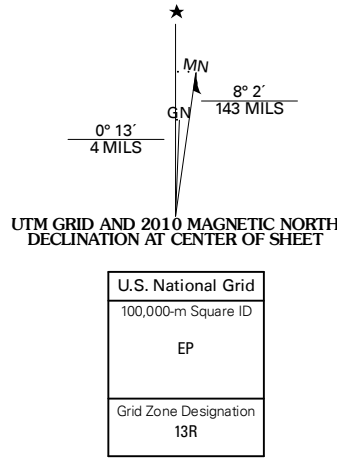 ★
MN
GN
8° 2´
143 MILS
0° 13´
4 MILS
UTM GRID AND 2010 MAGNETIC NORTH
DECLINATION AT CENTER OF SHEET
U.S. National Grid
100,000-m Square ID
EP
Grid Zone Designation
13R